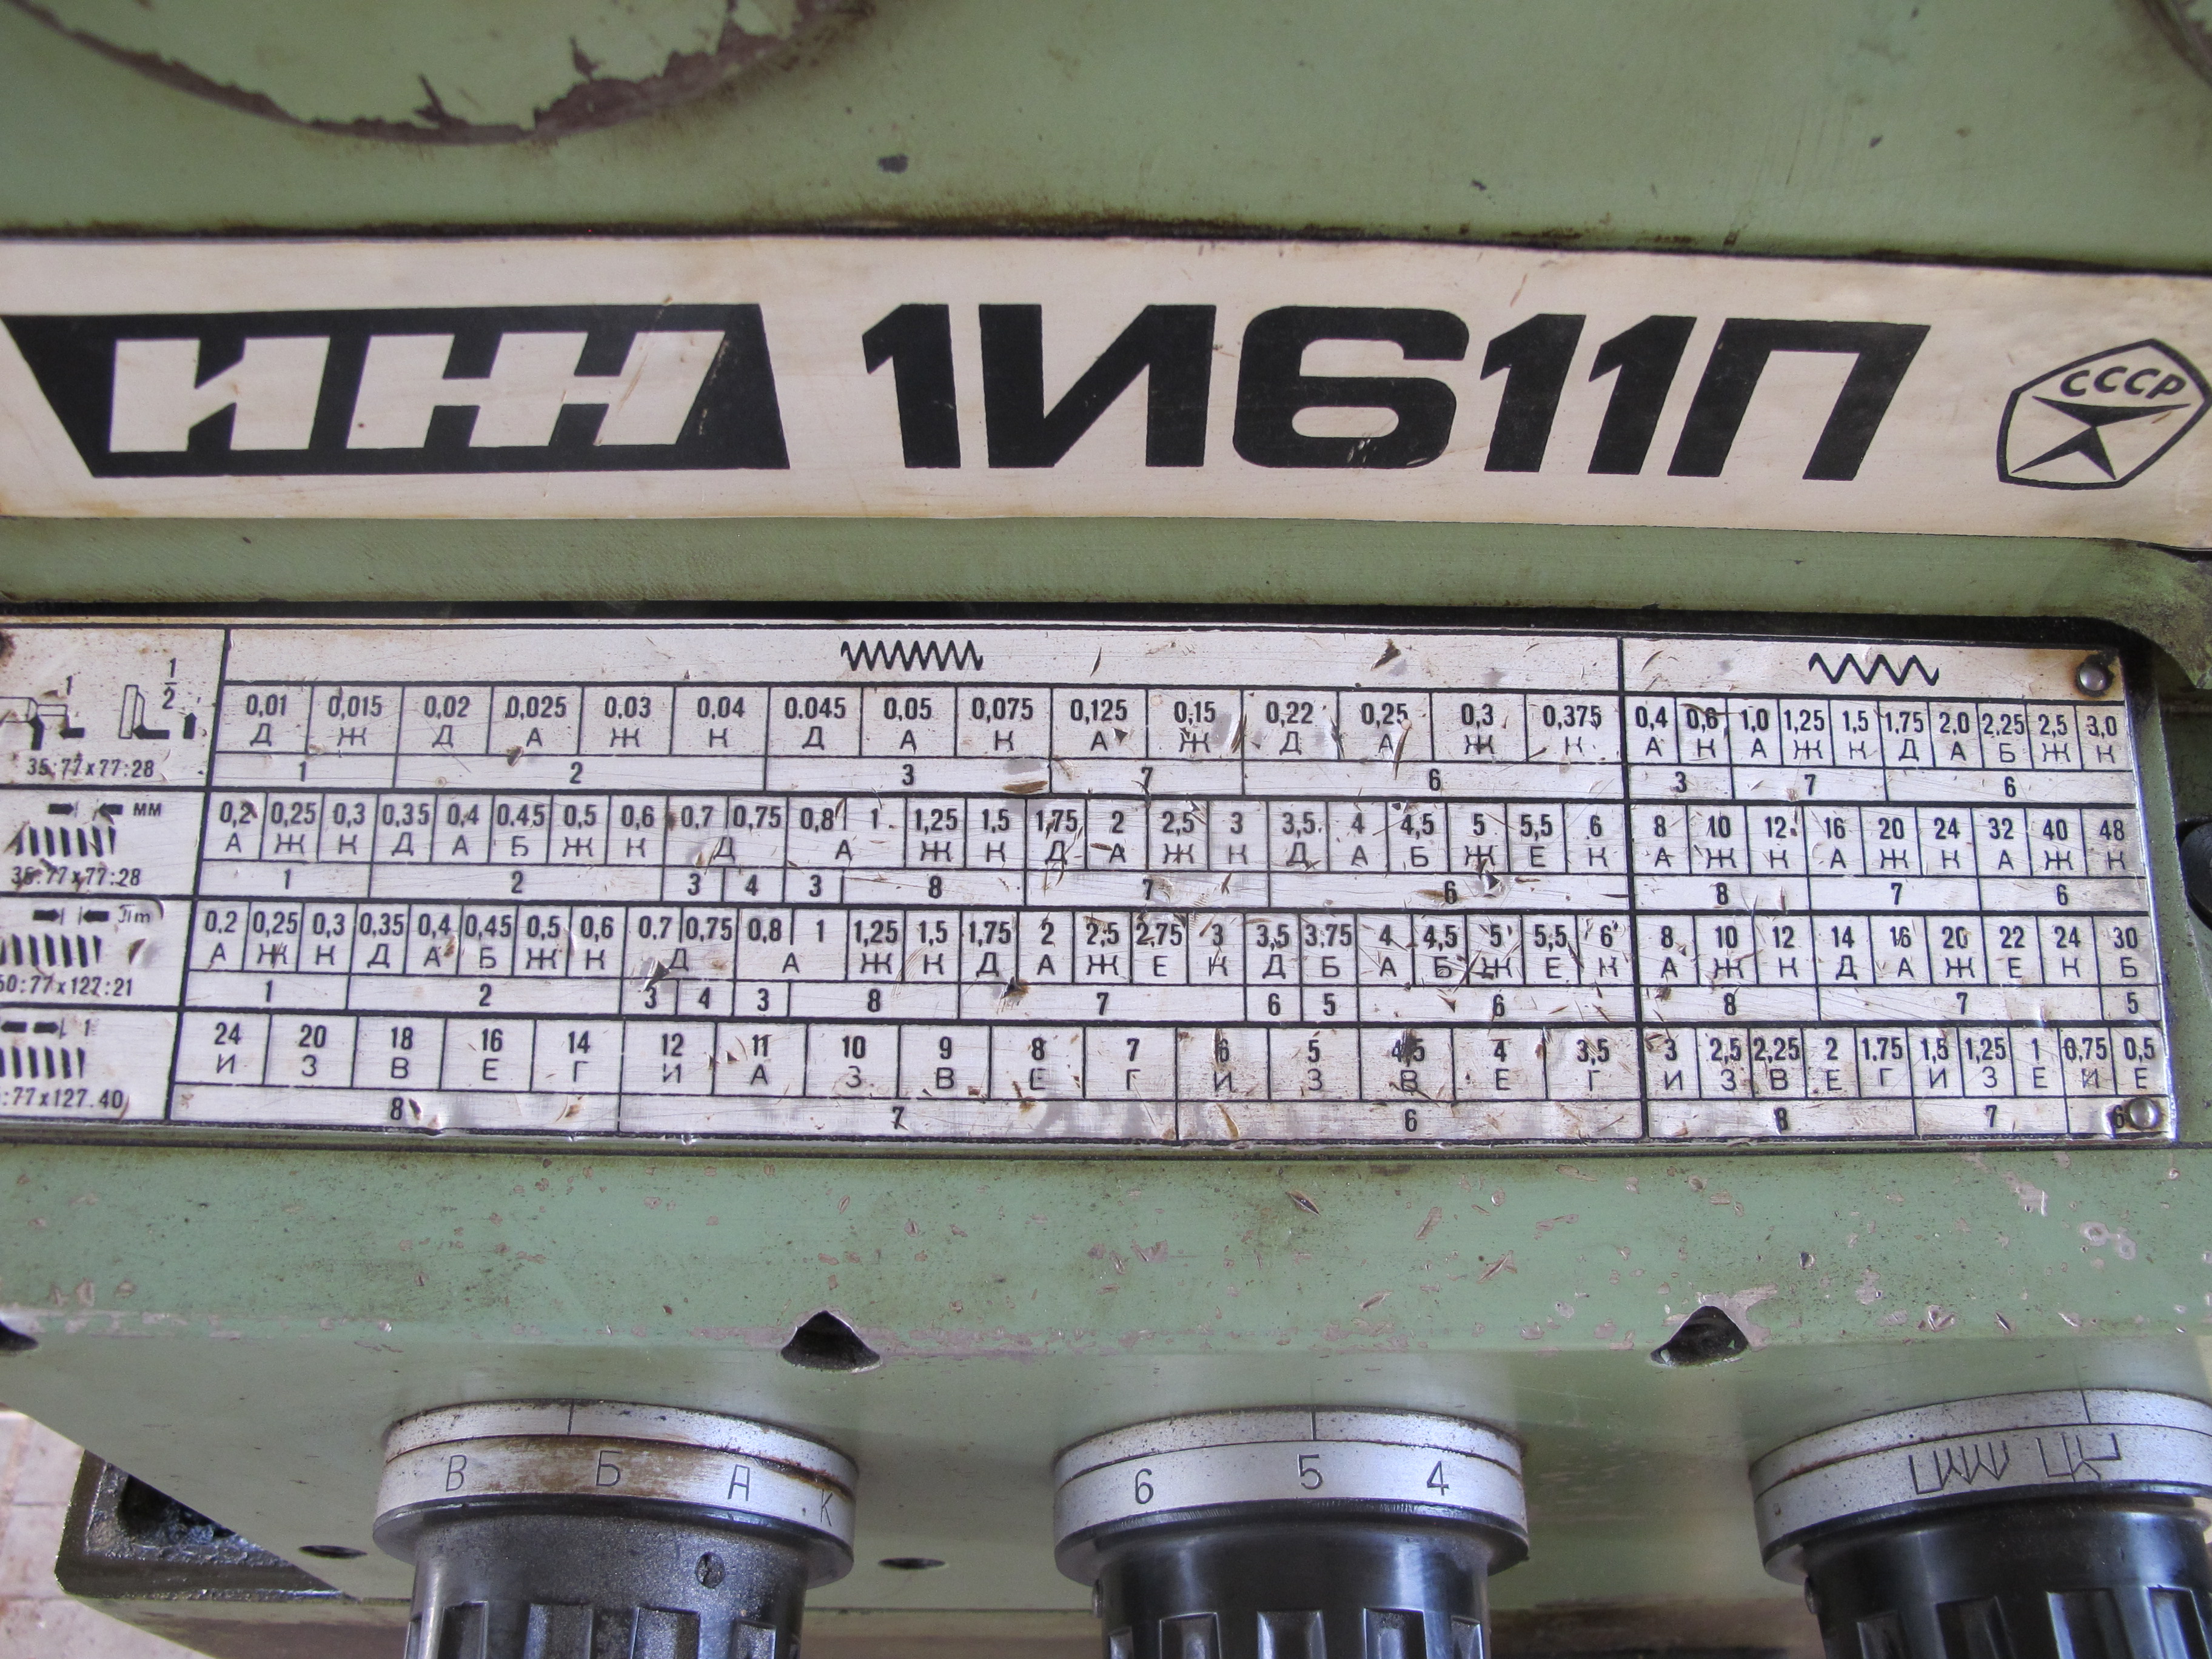 ИЖ 1И611П СССР
1 1/2
0,01 0,015 0,02 0,025 0,03 0,04 0.045 0,05 0,075 0,125 0,15 0,22 0,25 0,3 0,375 0,4 0,6 1,0 1,25 1,5 1,75 2,0 2,25 2,5 3,0
Д Ж Д А Ж К Д А К А Ж Д А Ж К А К А Ж К Д А Б Ж К
35:77x77:28 1 2 3 7 6 3 7 6
мм 0,2 0,25 0,3 0,35 0,4 0,45 0,5 0,6 0,7 0,75 0,8 1 1,25 1,5 1,75 2 2,5 3 3,5 4 4,5 5 5,5 6 8 10 12 16 20 24 32 40 48
А Ж К Д А Б Ж К Д А Ж К Д А Ж К Д А Б Ж Е К А Ж К А Ж К А Ж К
35:77x77:28 1 2 3 4 3 8 7 6 8 7 6
πm 0.2 0,25 0,3 0,35 0,4 0,45 0,5 0,6 0.7 0,75 0,8 1 1,25 1,5 1,75 2 2,5 2,75 3 3,5 3,75 4 4,5 5 5,5 6 8 10 12 14 16 20 22 24 30
А Ж К Д А Б Ж К Д А Ж К Д А Ж Е К Д Б А Б Ж Е К А Ж К Д А Ж Е К Б
60:77x127:21 1 2 3 4 3 8 7 6 5 6 8 7 5
1 24 20 18 16 14 12 11 10 9 8 7 6 5 4,5 4 3,5 3 2,5 2,25 2 1.75 1,5 1,25 1 0,75 0,5
И З В Е Г И А З В Е Г И З В Е Г И З В Е Г И З Е И Е
:77x127.40 8 7 6 8 7 6
В Б А К 6 5 4